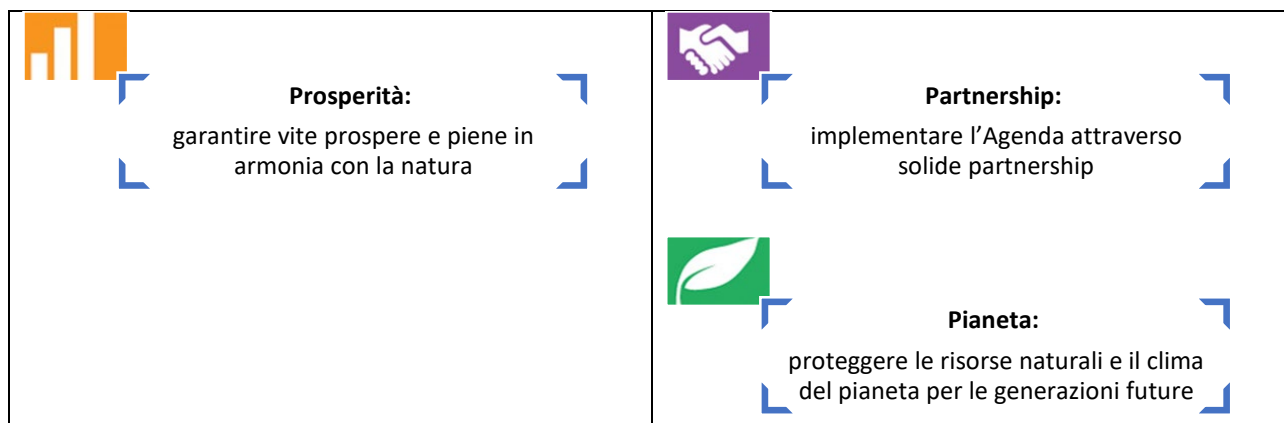 Prosperità:
garantire vite prospere e piene in
armonia con la natura
Partnership:
implementare l’Agenda attraverso
solide partnership
Pianeta:
proteggere le risorse naturali e il clima
del pianeta per le generazioni future